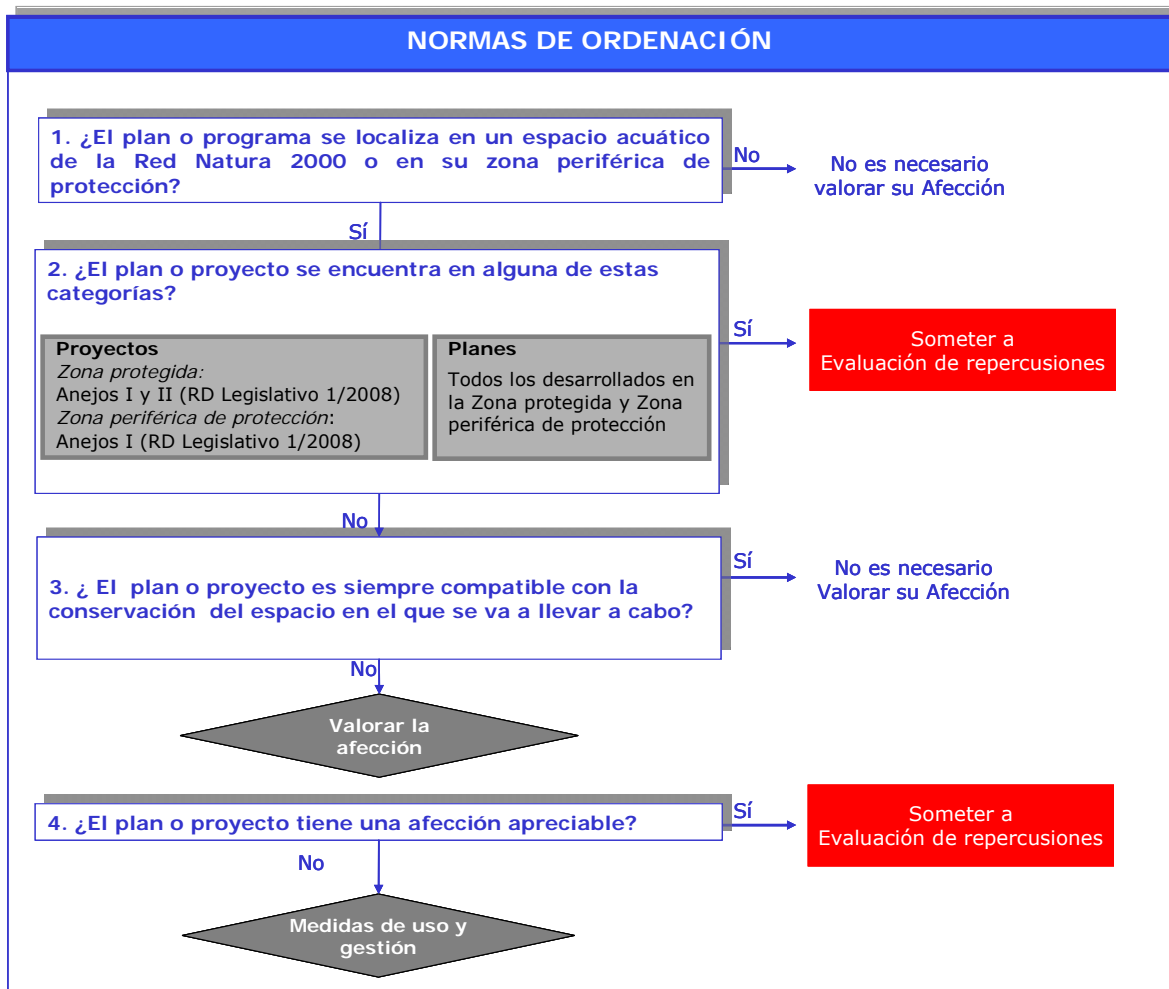 NORMAS DE ORDENACIÓN
1. ¿El plan o programa se localiza en un espacio acuático
de la Red Natura 2000 o en su zona periférica de
protección?
No
No es necesario
valorar su Afección
Sí
2. ¿El plan o proyecto se encuentra en alguna de estas
categorías?
Proyectos
Zona protegida:
Anejos I y II (RD Legislativo 1/2008)
Zona periférica de protección:
Anejos I (RD Legislativo 1/2008)
Planes
Todos los desarrollados en
la Zona protegida y Zona
periférica de protección
Sí
Someter a
Evaluación de repercusiones
No
3. ¿ El plan o proyecto es siempre compatible con la
conservación del espacio en el que se va a llevar a cabo?
Sí
No es necesario
Valorar su Afección
No
Valorar la
afección
4. ¿El plan o proyecto tiene una afección apreciable?
Sí
Someter a
Evaluación de repercusiones
No
Medidas de uso y
gestión